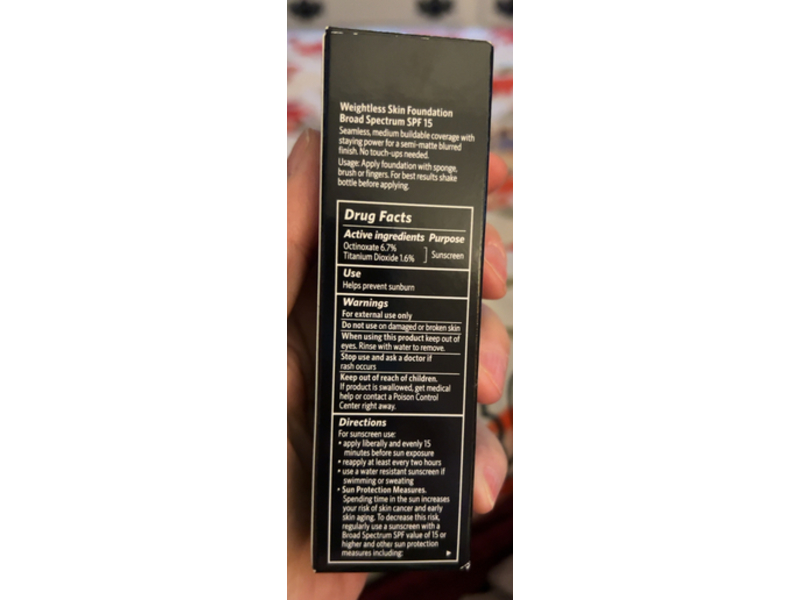 Weightless Skin Foundation
Broad Spectrum SPF 15
Seamless, medium buildable coverage with
staying power for a semi-matte blurred
finish. No touch-ups needed.
Usage: Apply foundation with sponge,
brush or fingers. For best results shake
bottle before applying.
Drug Facts
Active ingredients Purpose
Octinoxate 6.7%
Titanium Dioxide 1.6% Sunscreen
Use
Helps prevent sunburn
Warnings
For external use only
Do not use on damaged or broken skin
When using this product keep out of
eyes. Rinse with water to remove.
Stop use and ask a doctor if
rash occurs
Keep out of reach of children.
If product is swallowed, get medical
help or contact a Poison Control
Center right away.
Directions
For sunscreen use:
• apply liberally and evenly 15
minutes before sun exposure
• reapply at least every two hours
• use a water resistant sunscreen if
swimming or sweating
• Sun Protection Measures.
Spending time in the sun increases
your risk of skin cancer and early
skin aging. To decrease this risk,
regularly use a sunscreen with a
Broad Spectrum SPF value of 15 or
higher and other sun protection
measures including: